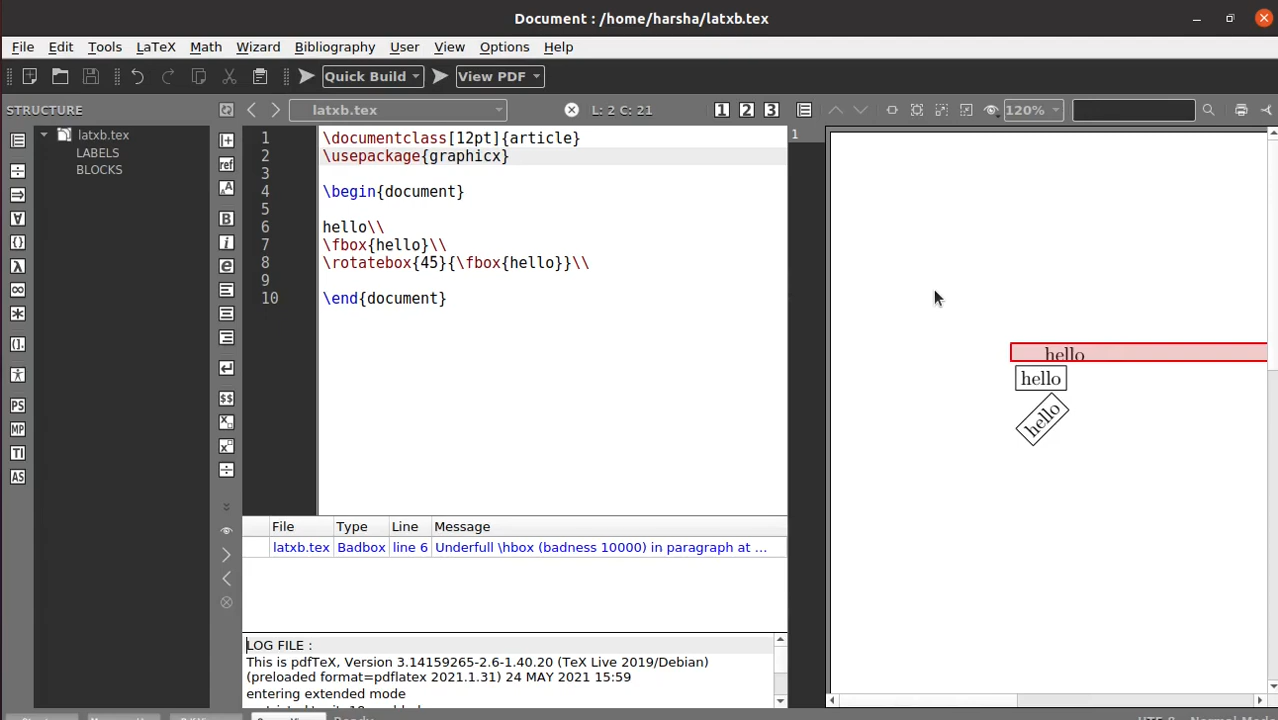 Document : /home/harsha/latxb.tex
File Edit Tools LaTeX Math Wizard Bibliography User View Options Help
Quick Build View PDF
STRUCTURE latxb.tex L: 2 C: 21 1 2 3 120%
latxb.tex
LABELS
BLOCKS
1 \documentclass[12pt]{article}
2 \usepackage{graphicx}
3
4 \begin{document}
5
6 hello\\
7 \fbox{hello}\\
8 \rotatebox{45}{\fbox{hello}}\\
9
10 \end{document}
1
hello
hello
hello
File Type Line Message
latxb.tex Badbox line 6 Underfull \hbox (badness 10000) in paragraph at ...
LOG FILE :
This is pdfTeX, Version 3.14159265-2.6-1.40.20 (TeX Live 2019/Debian)
(preloaded format=pdflatex 2021.1.31) 24 MAY 2021 15:59
entering extended mode